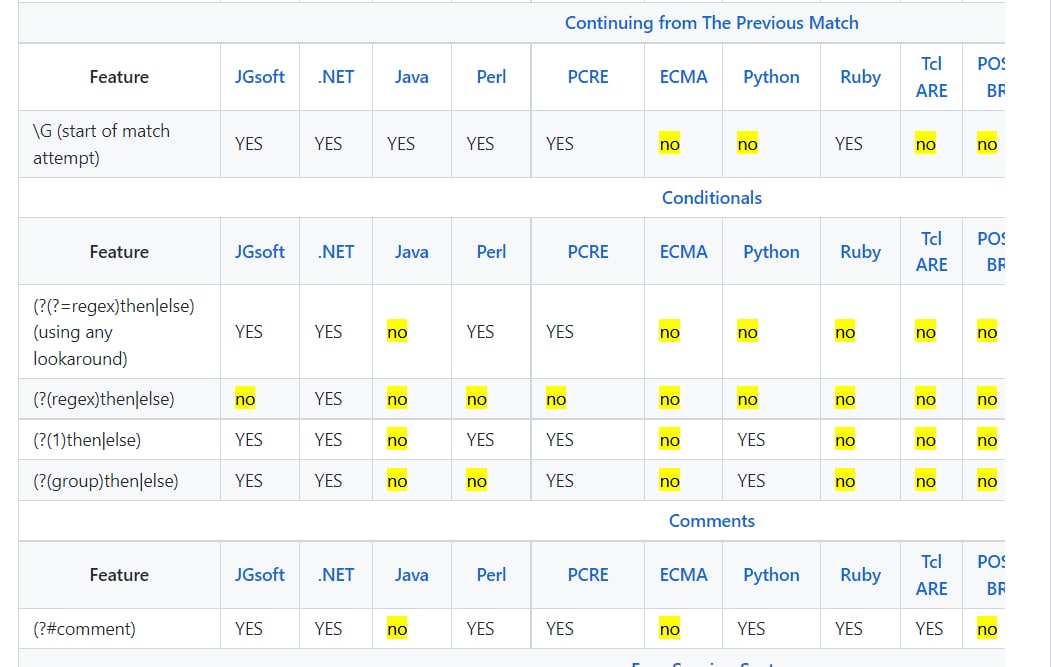 Continuing from The Previous Match
Feature JGsoft .NET Java Perl PCRE ECMA Python Ruby Tcl ARE
\G (start of match attempt) YES YES YES YES YES no no YES no no
Conditionals
Feature JGsoft .NET Java Perl PCRE ECMA Python Ruby Tcl ARE
(?(?=regex)then|else) (using any lookaround) YES YES no YES YES no no no no no
(?(regex)then|else) no YES no no no no no no no no
(?(1)then|else) YES YES no YES YES no YES no no no
(?(group)then|else) YES YES no no YES no YES no no no
Comments
Feature JGsoft .NET Java Perl PCRE ECMA Python Ruby Tcl ARE
(?#comment) YES YES no YES YES no YES YES YES no